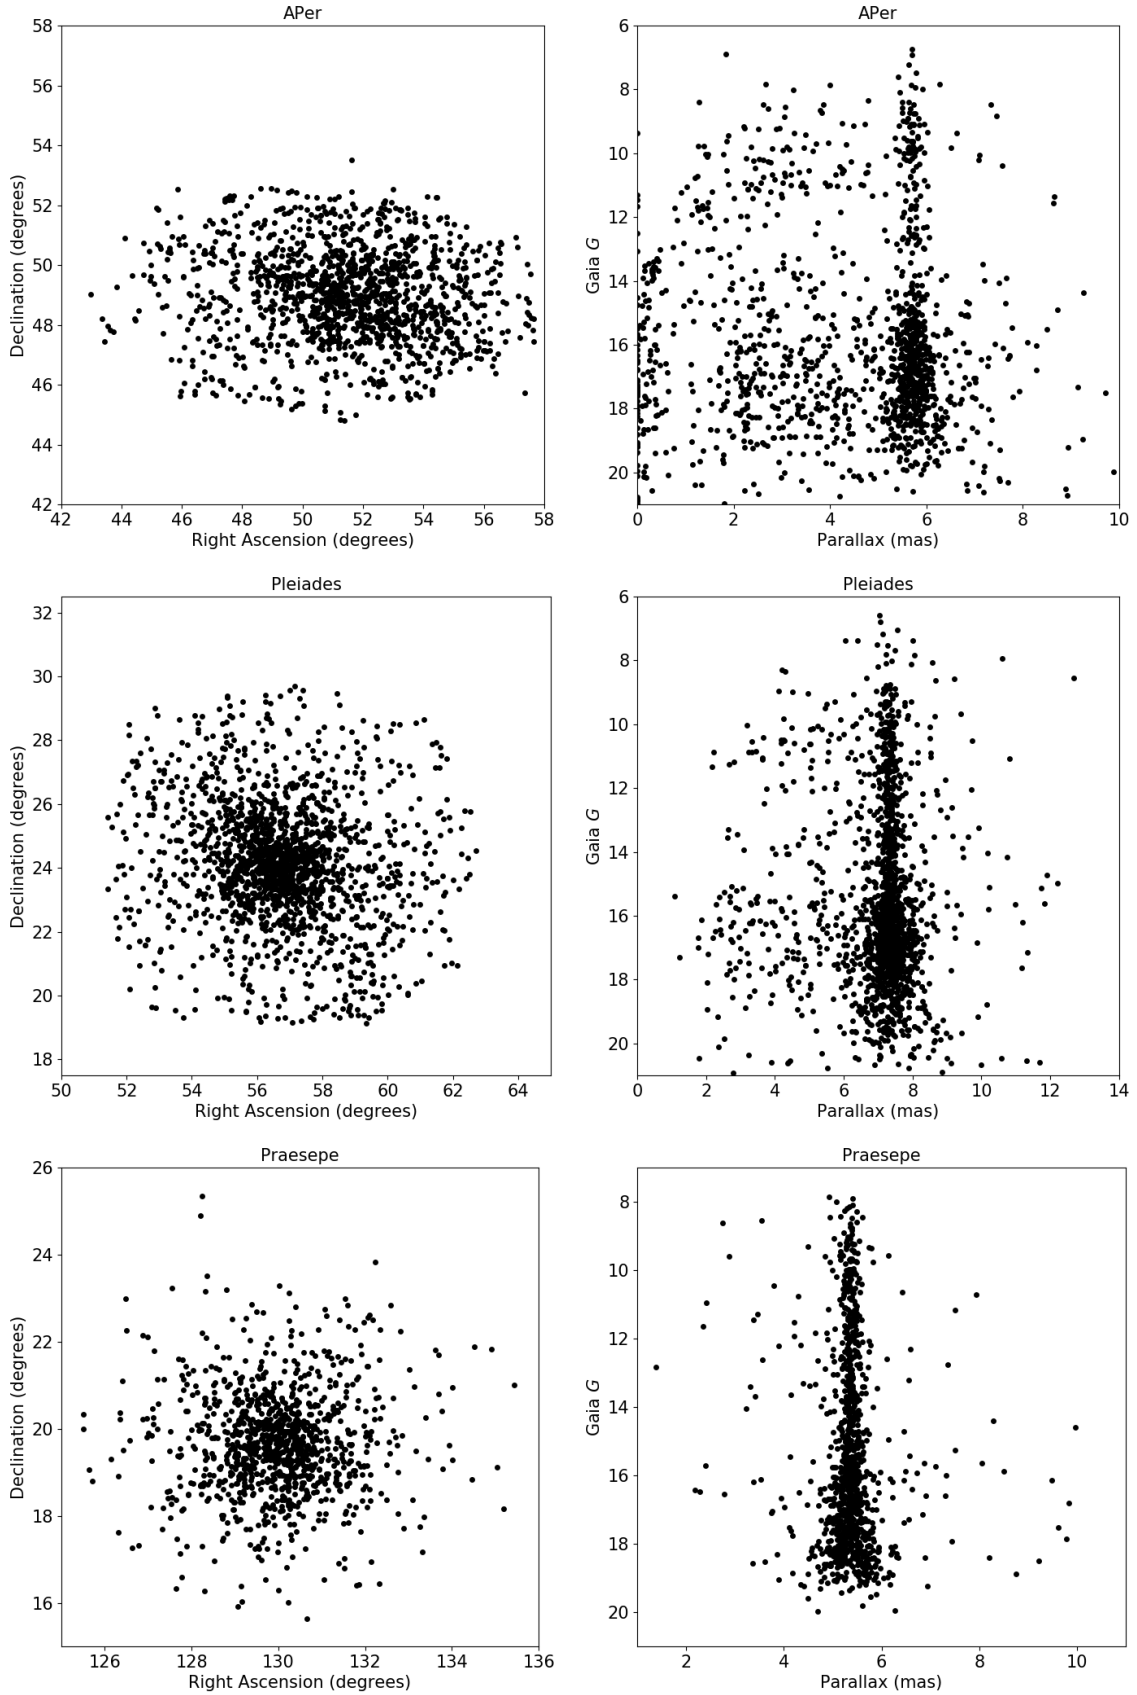 APer
58
56
54
52
50
48
46
44
42
42 44 46 48 50 52 54 56 58
Right Ascension (degrees)
Declination (degrees)
APer
6
8
10
12
14
16
18
20
0 2 4 6 8 10
Parallax (mas)
Gaia G
Pleiades
32
30
28
26
24
22
20
18
50 52 54 56 58 60 62 64
Right Ascension (degrees)
Declination (degrees)
Pleiades
6
8
10
12
14
16
18
20
0 2 4 6 8 10 12 14
Parallax (mas)
Gaia G
Praesepe
26
24
22
20
18
16
126 128 130 132 134 136
Right Ascension (degrees)
Declination (degrees)
Praesepe
8
10
12
14
16
18
20
2 4 6 8 10
Parallax (mas)
Gaia G